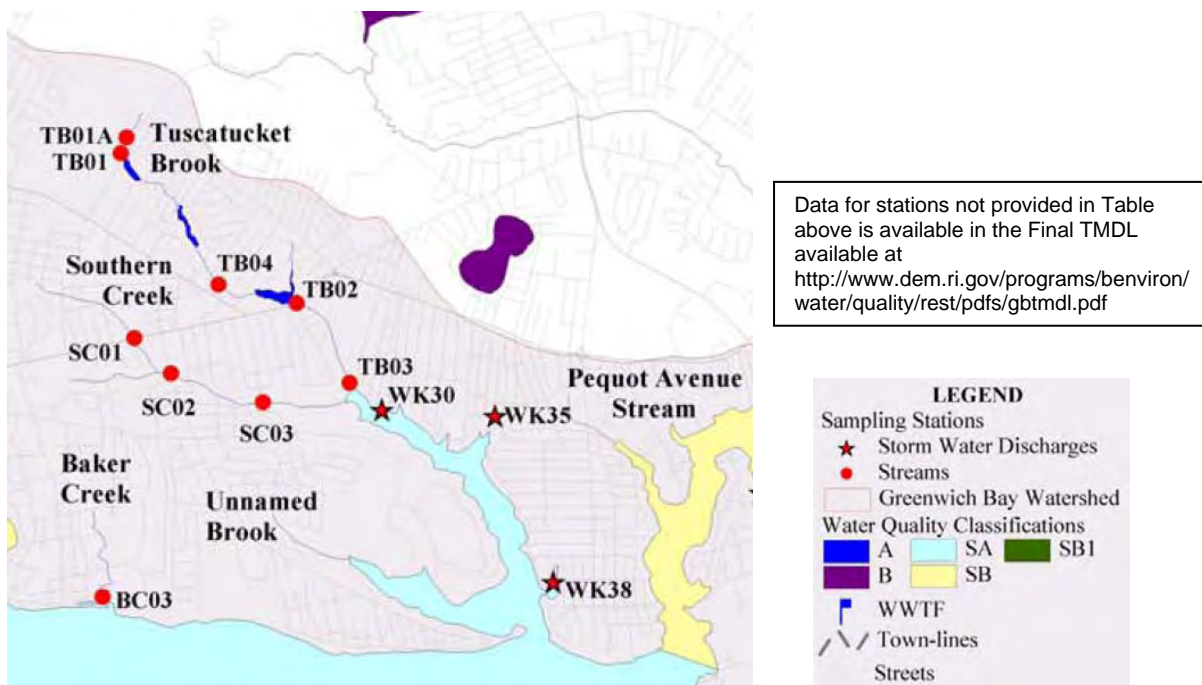 TB01A
TB01
Tuscatucket
Brook
Southern
Creek
TB04
TB02
SC01
SC02
SC03
TB03
WK30
WK35
Pequot Avenue
Stream
Baker
Creek
Unnamed
Brook
BC03
WK38
Data for stations not provided in Table
above is available in the Final TMDL
available at
http://www.dem.ri.gov/programs/benviron/
water/quality/rest/pdfs/gbtmdl.pdf
LEGEND
Sampling Stations
Storm Water Discharges
Streams
Greenwich Bay Watershed
Water Quality Classifications
A SA SB1
B SB
WWTF
Town-lines
Streets